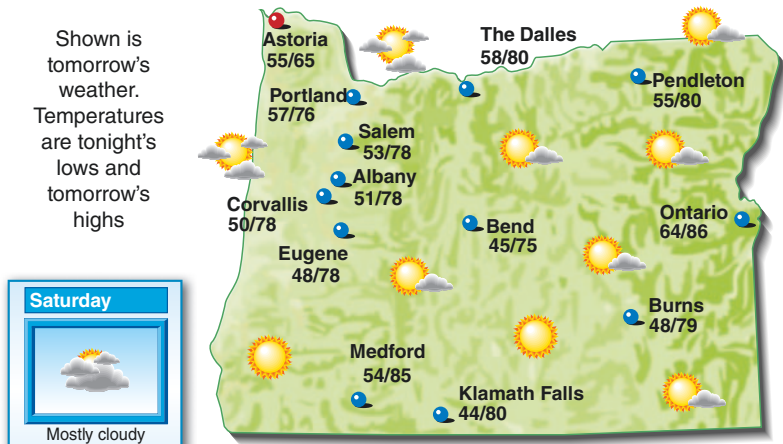 Shown is
tomorrow's
weather.
Temperatures
are tonight's
lows and
tomorrow's
highs
Astoria
55/65
The Dalles
58/80
Pendleton
55/80
Portland
57/76
Salem
53/78
Albany
51/78
Corvallis
50/78
Eugene
48/78
Bend
45/75
Ontario
64/86
Burns
48/79
Medford
54/85
Klamath Falls
44/80
Saturday
Mostly cloudy